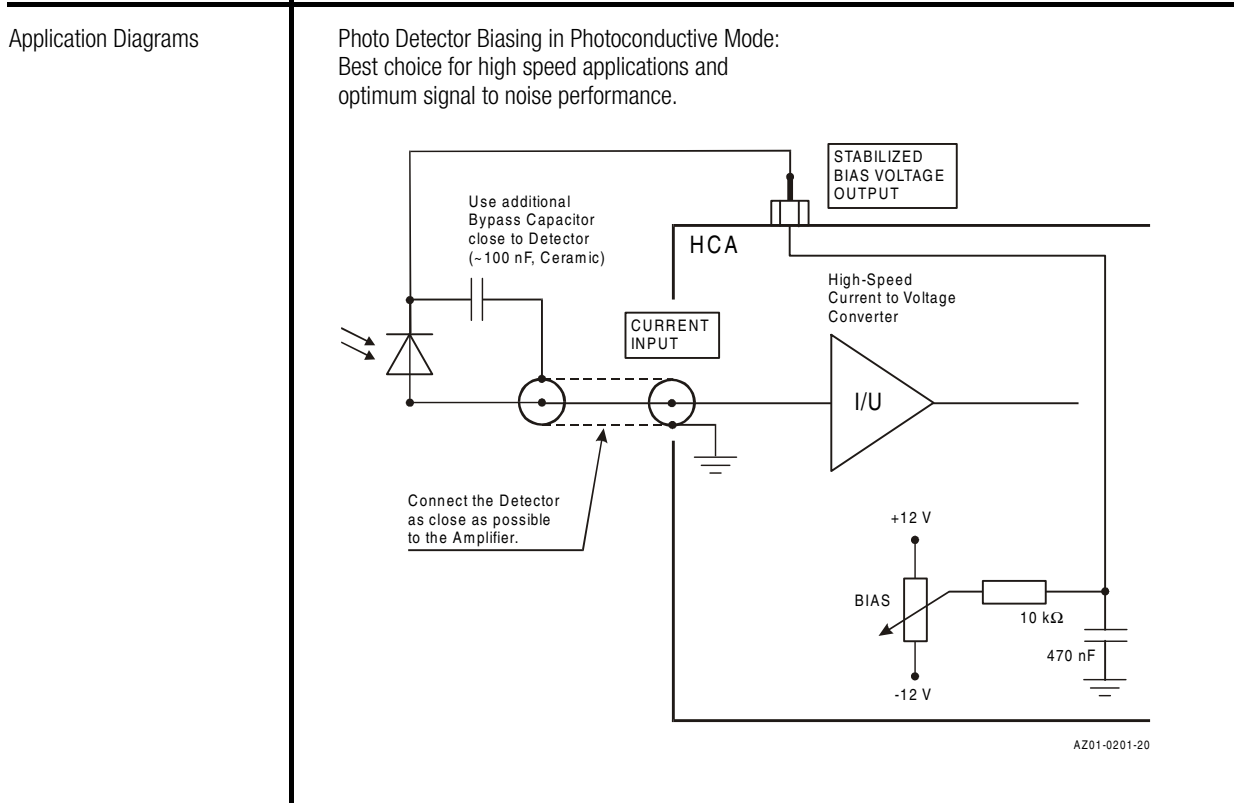 Application Diagrams
Photo Detector Biasing in Photoconductive Mode:
Best choice for high speed applications and
optimum signal to noise performance.
STABILIZED
BIAS VOLTAGE
OUTPUT
Use additional
Bypass Capacitor
close to Detector
(~100 nF, Ceramic)
HCA
High-Speed
Current to Voltage
Converter
CURRENT
INPUT
I/U
Connect the Detector
as close as possible
to the Amplifier.
+12 V
BIAS
10 kΩ
470 nF
-12 V
AZ01-0201-20